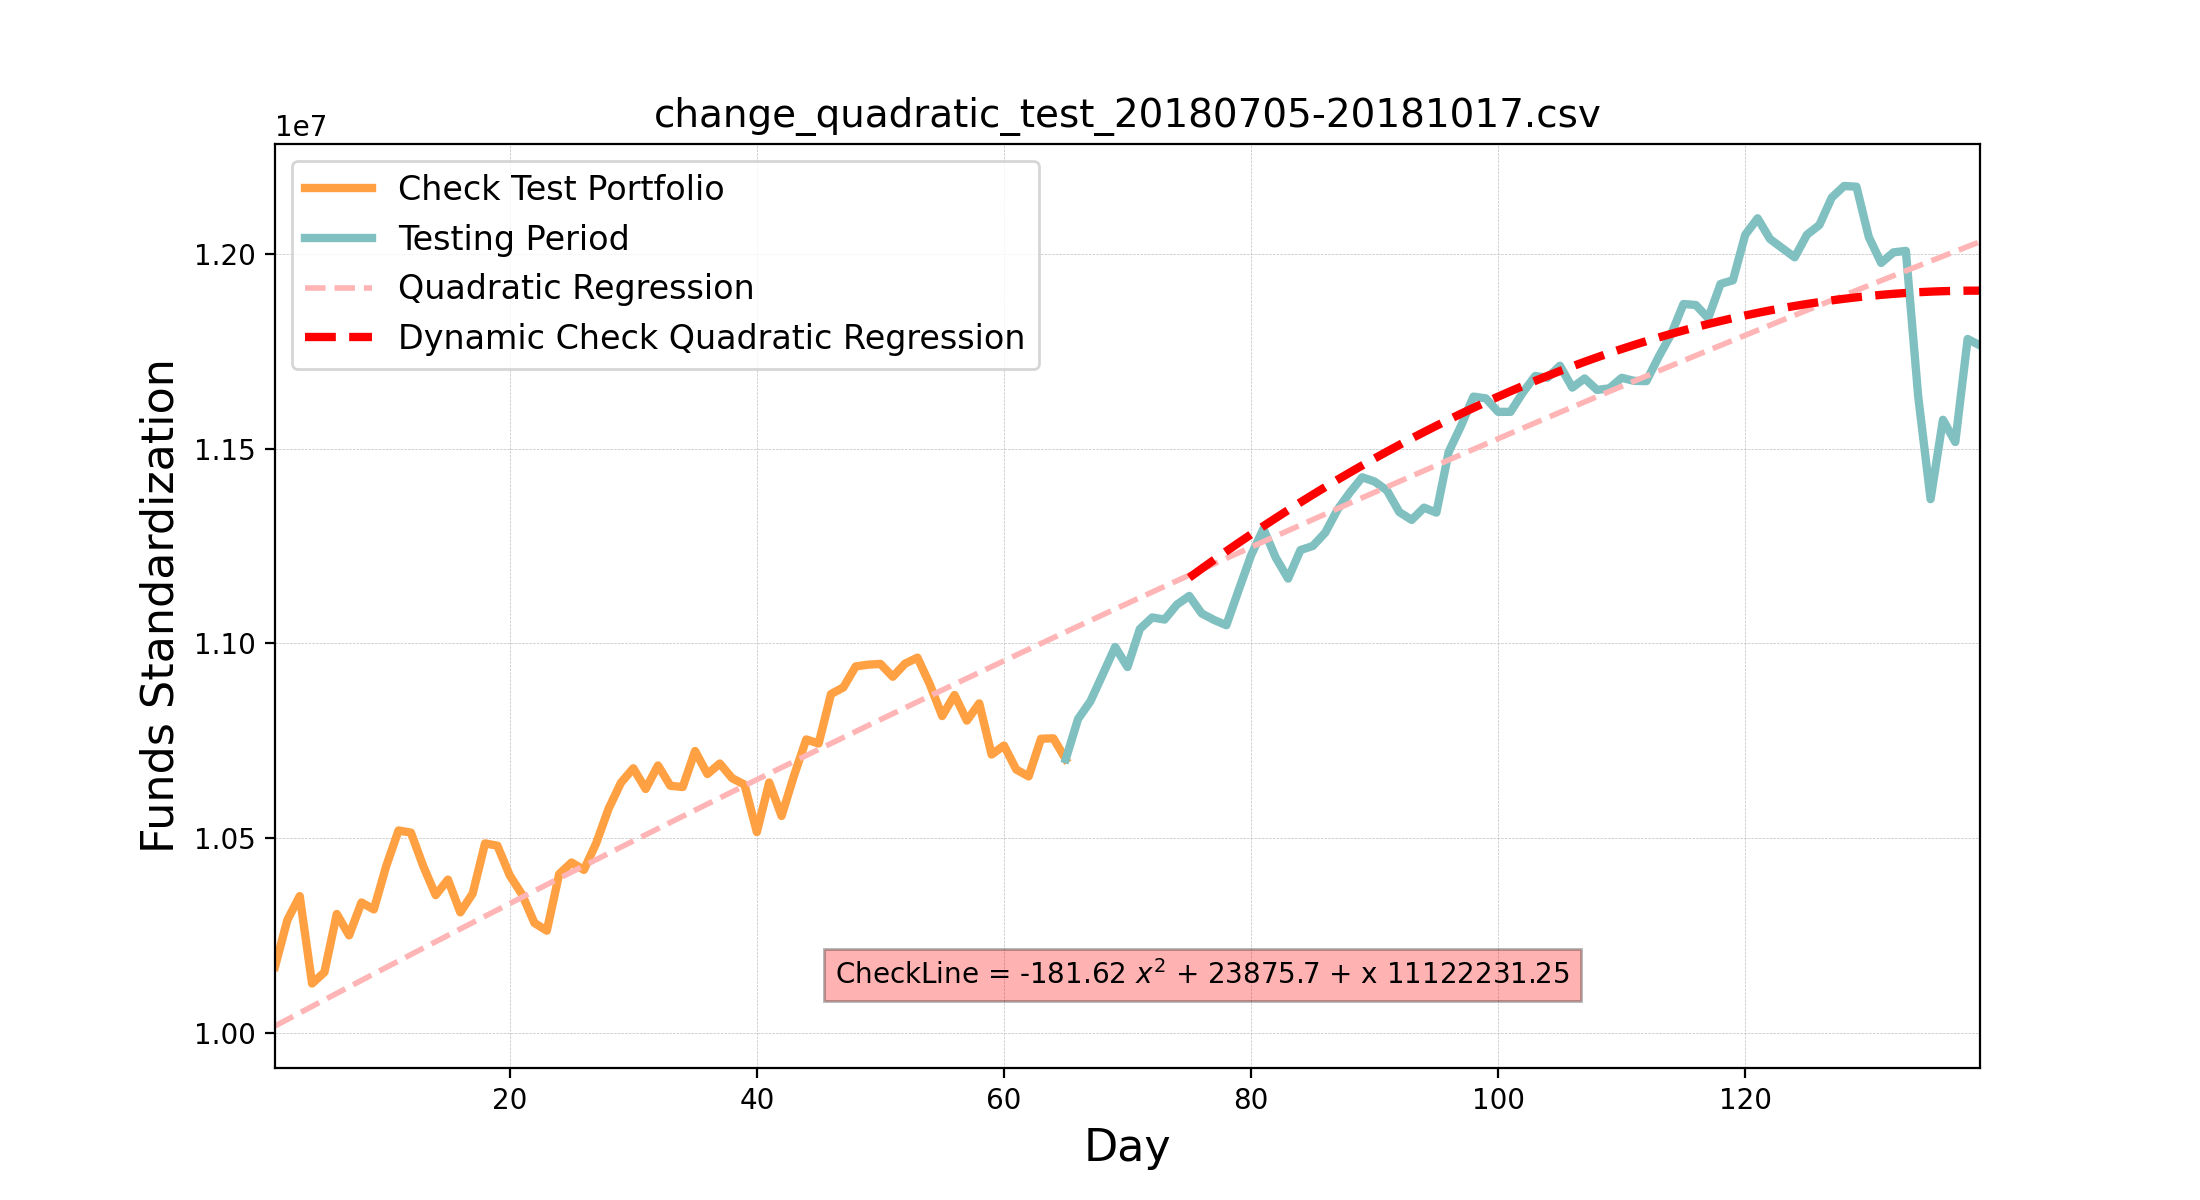 change_quadratic_test_20180705-20181017.csv
1e7
Check Test Portfolio
Testing Period
Quadratic Regression
Dynamic Check Quadratic Regression
1.20
1.15
1.10
1.05
1.00
Funds Standardization
CheckLine = -181.62 x² + 23875.7 + x 11122231.25
20 40 60 80 100 120
Day